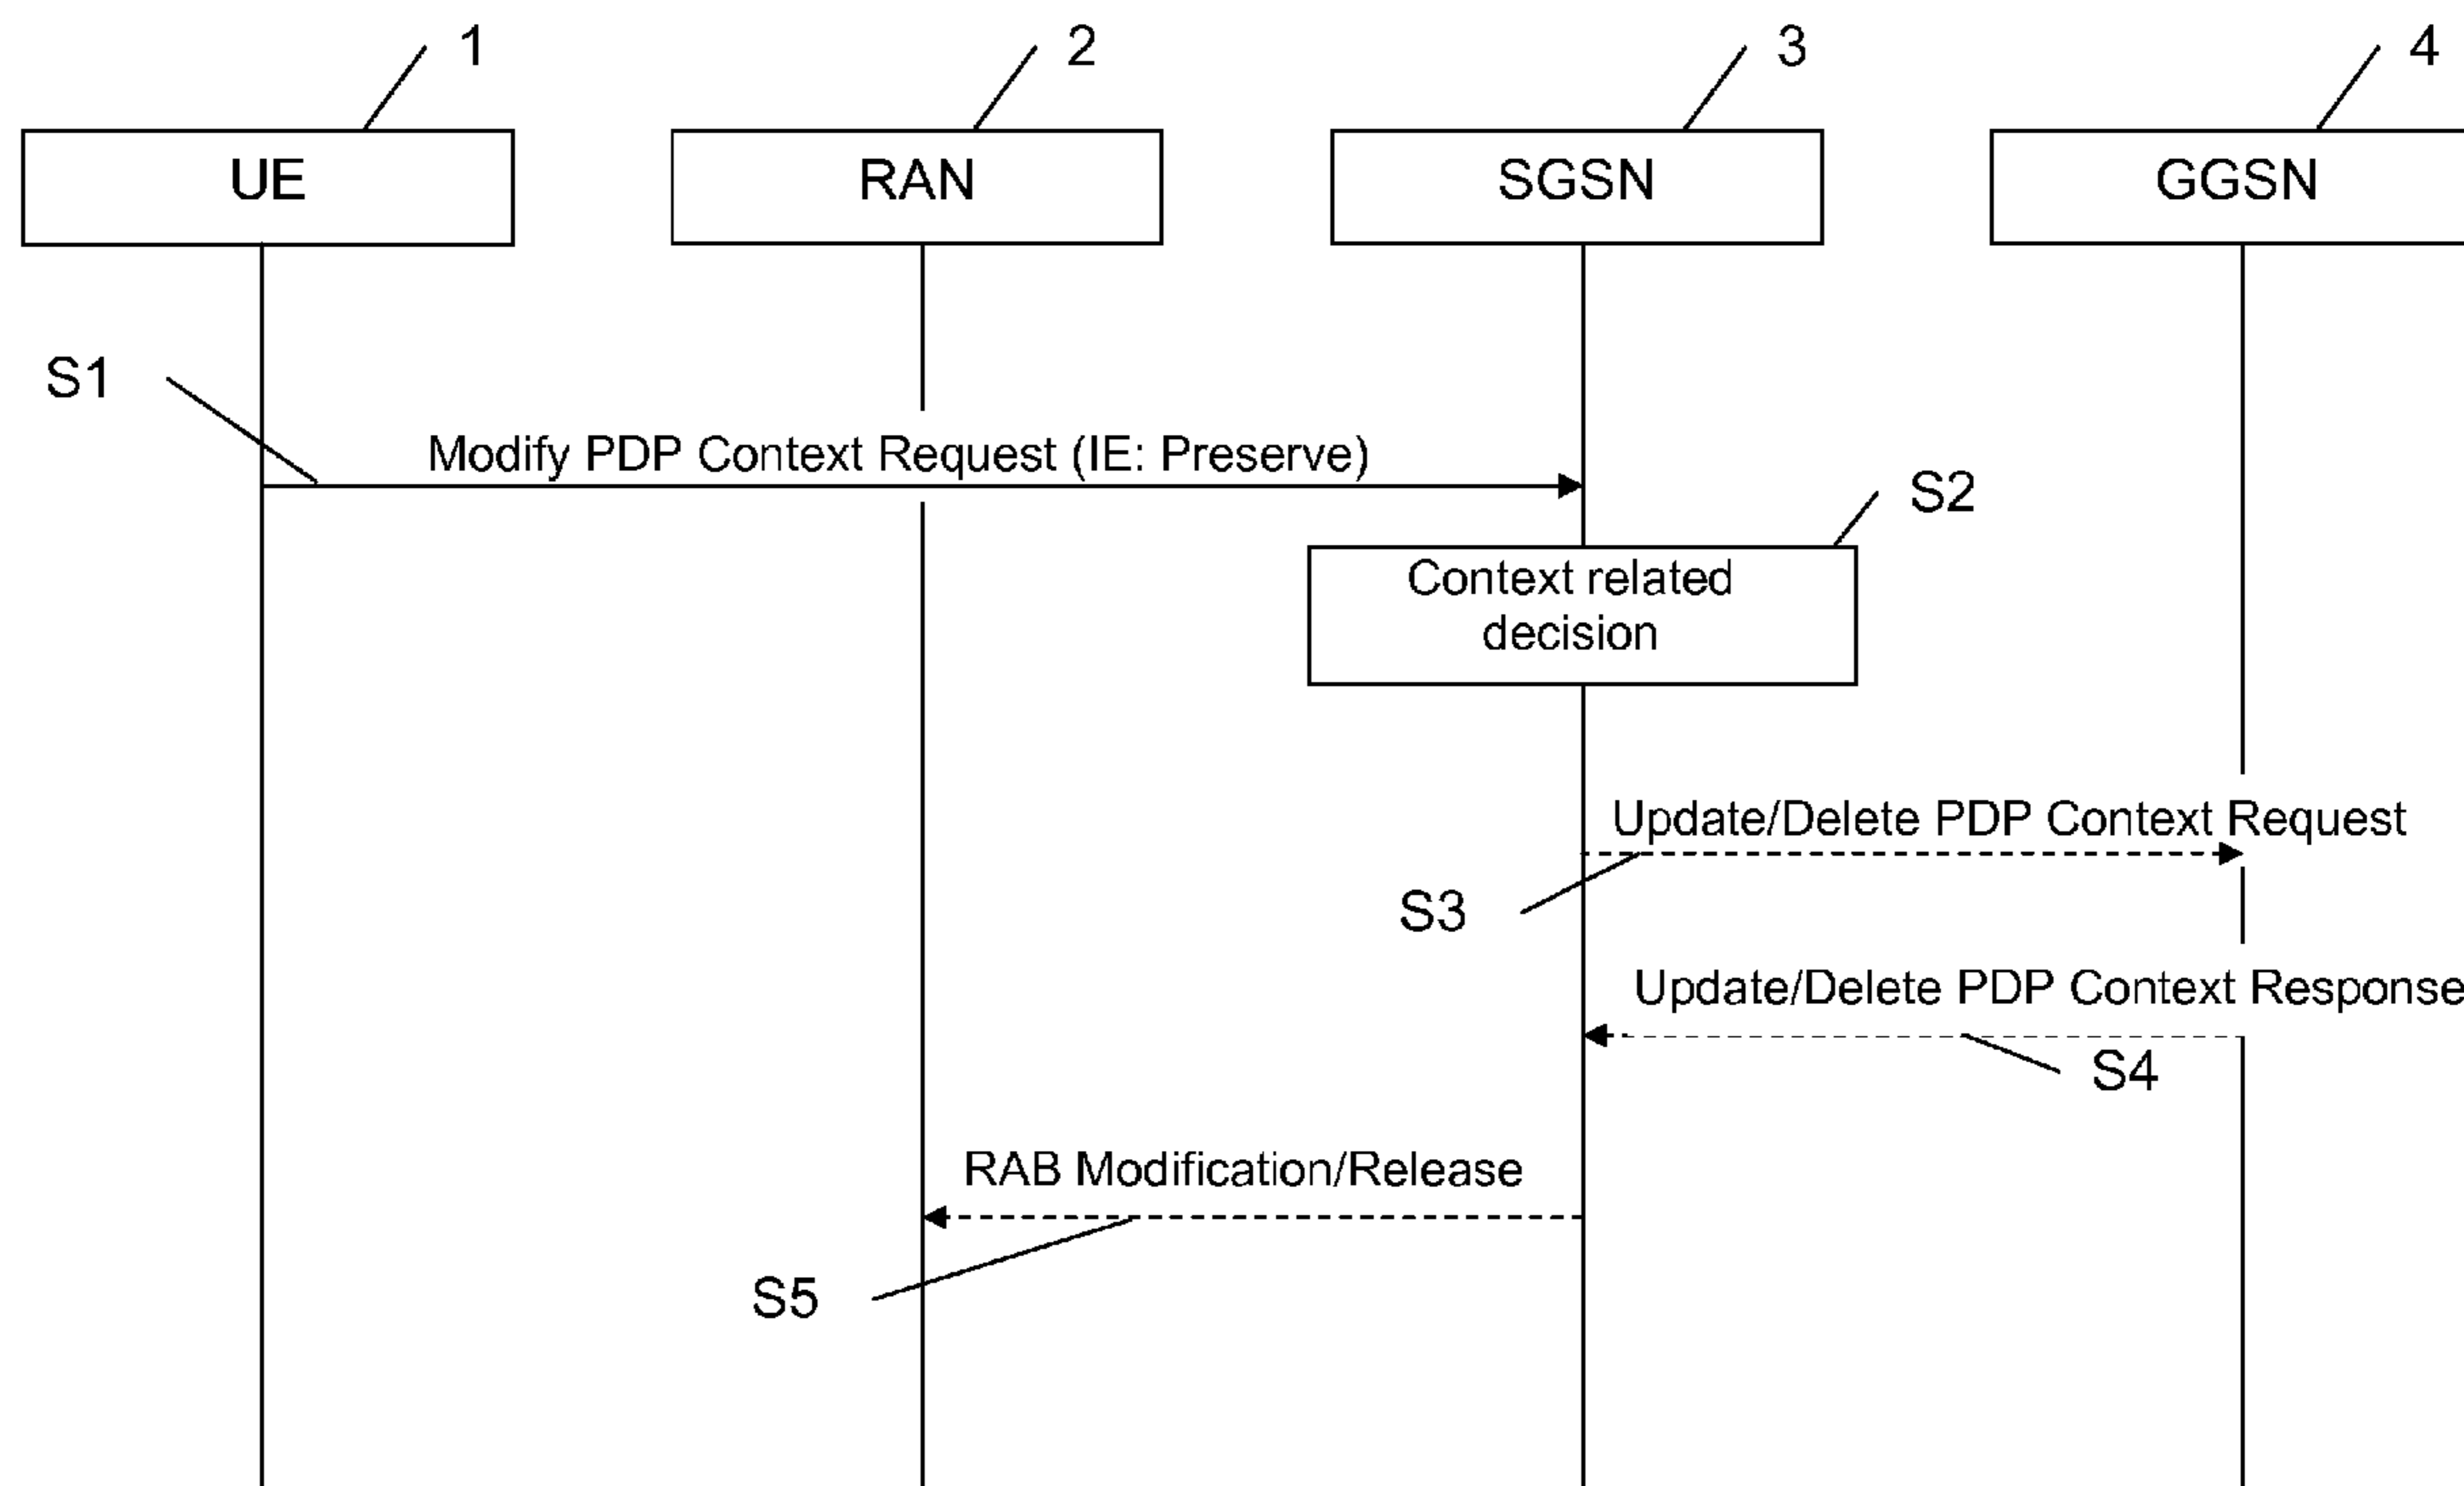 1
2
3
4
UE
RAN
SGSN
GGSN
S1
Modify PDP Context Request (IE: Preserve)
S2
Context related
decision
Update/Delete PDP Context Request
S3
Update/Delete PDP Context Response
S4
RAB Modification/Release
S5